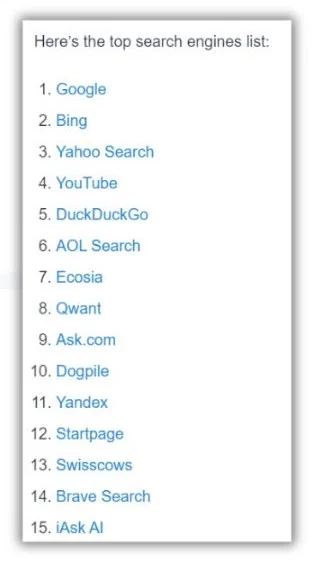 Here's the top search engines list:
1. Google
2. Bing
3. Yahoo Search
4. YouTube
5. DuckDuckGo
6. AOL Search
7. Ecosia
8. Qwant
9. Ask.com
10. Dogpile
11. Yandex
12. Startpage
13. Swisscows
14. Brave Search
15. iAsk AI